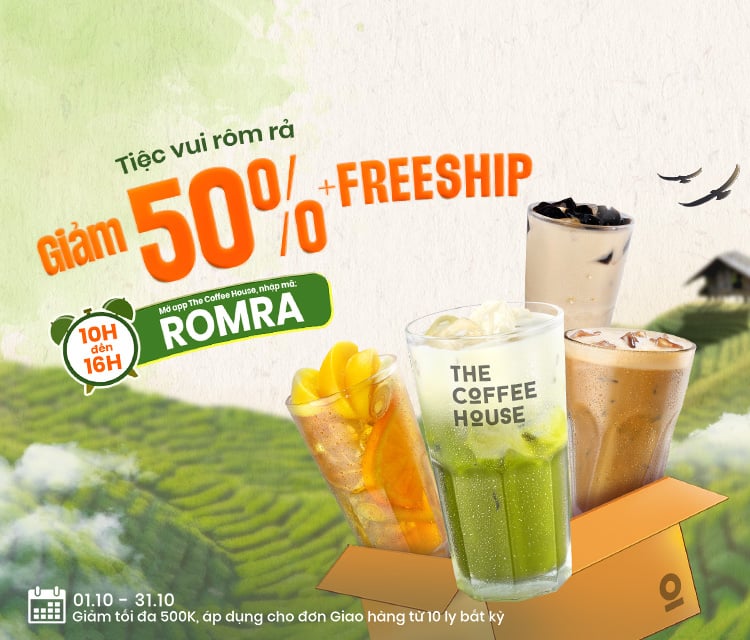 Tiệc vui rôm rả
Giảm 50% +FREESHIP
Mở app The Coffee House, nhập mã:
ROMRA
10H
đến
16H
THE
COFFEE
HOUSE
01.10 - 31.10
Giảm tối đa 500K, áp dụng cho đơn Giao hàng từ 10 ly bất kỳ